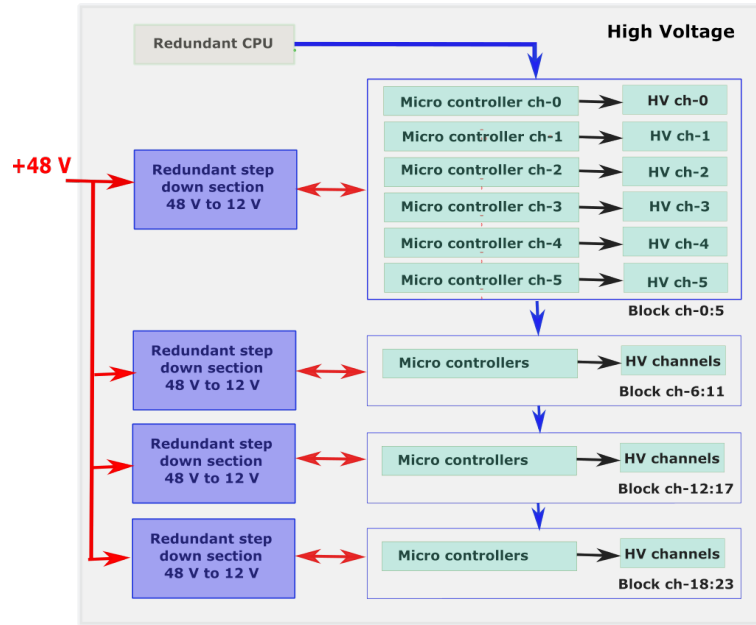 High Voltage
Redundant CPU
Micro controller ch-0
HV ch-0
Micro controller ch-1
HV ch-1
Micro controller ch-2
HV ch-2
Micro controller ch-3
HV ch-3
Micro controller ch-4
HV ch-4
Micro controller ch-5
HV ch-5
Block ch-0:5
+48 V
Redundant step
down section
48 V to 12 V
Redundant step
down section
48 V to 12 V
Micro controllers
HV channels
Block ch-6:11
Redundant step
down section
48 V to 12 V
Micro controllers
HV channels
Block ch-12:17
Redundant step
down section
48 V to 12 V
Micro controllers
HV channels
Block ch-18:23